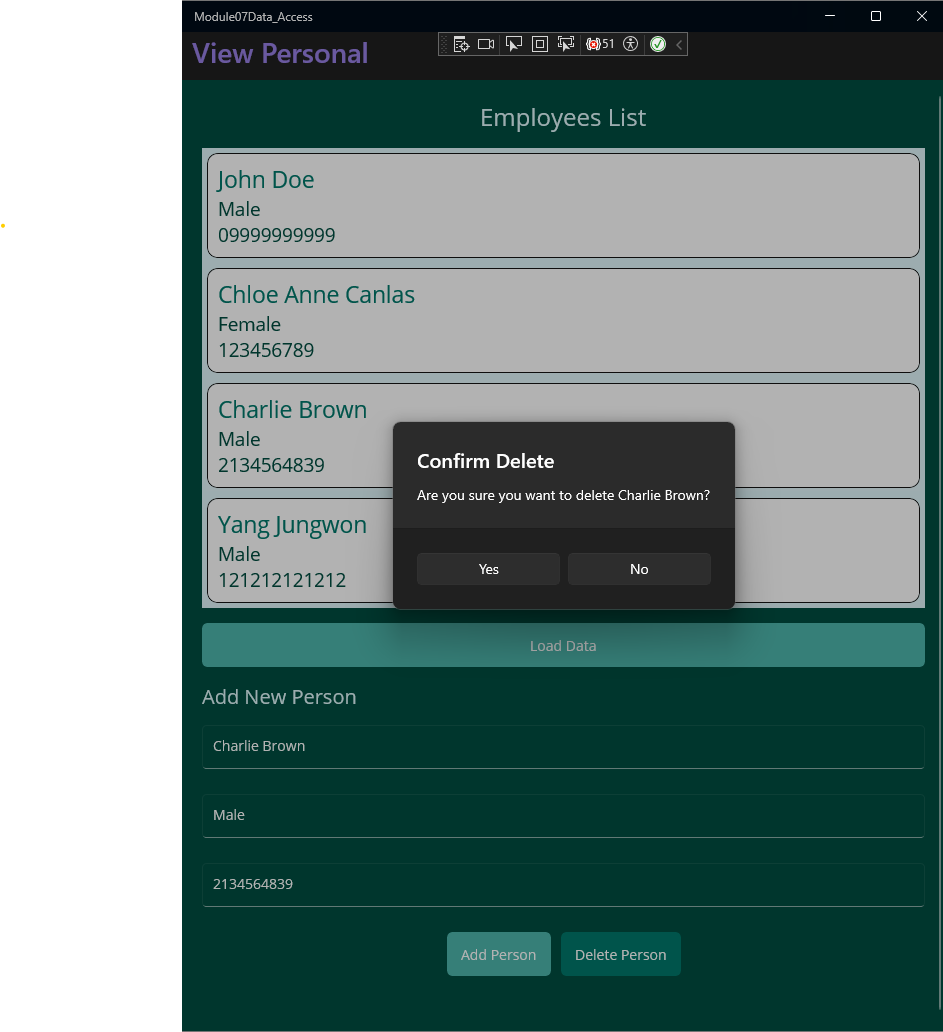 Module07Data_Access
View Personal
51
Employees List
John Doe
Male
09999999999
Chloe Anne Canlas
Female
123456789
Charlie Brown
Male
2134564839
Yang Jungwon
Male
121212121212
Confirm Delete
Are you sure you want to delete Charlie Brown?
Yes No
Load Data
Add New Person
Charlie Brown
Male
2134564839
Add Person Delete Person